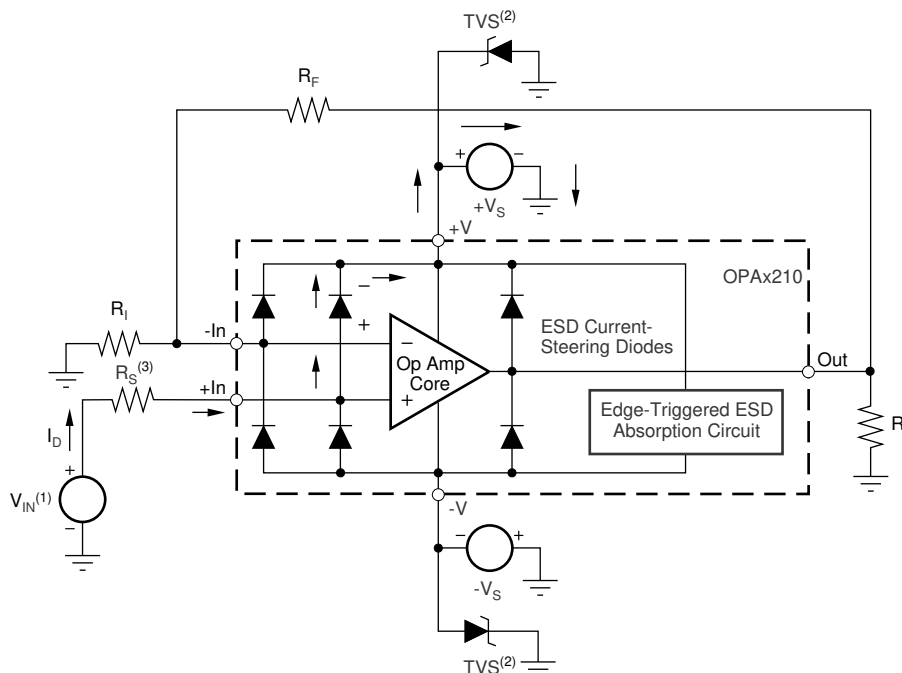 TVS(2)
RF
+ −
+VS
+V
OPAx210
RI
-In
−
+
ESD Current-
Steering Diodes
−
Op Amp
Core
+
Out
RS(3)
+In
Edge-Triggered ESD
Absorption Circuit
R
ID
+
VIN(1)
−
-V
− +
-VS
TVS(2)